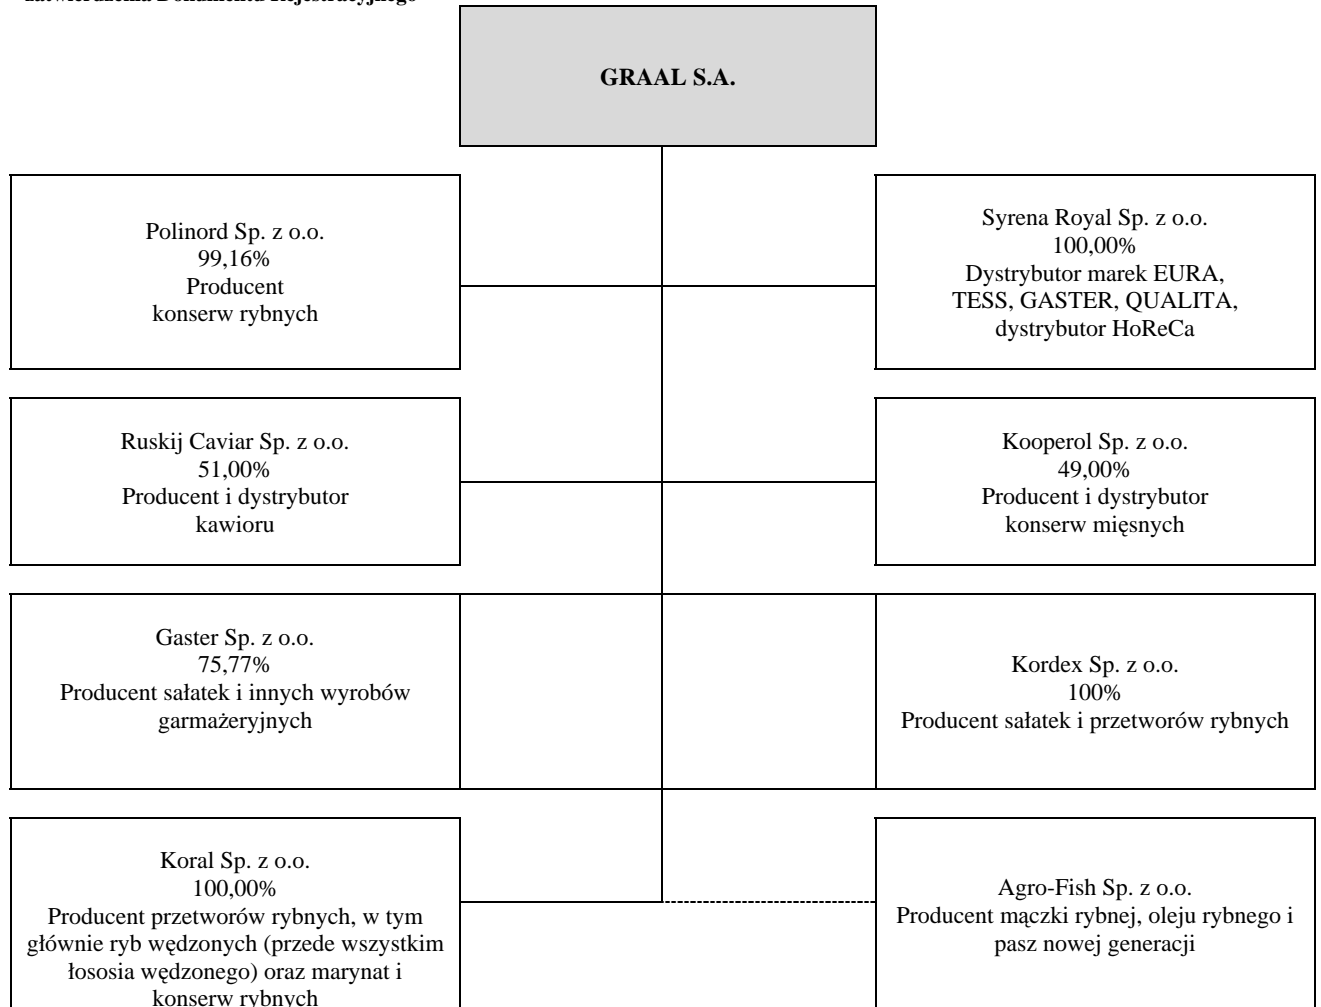 zatwierdzenia Dokumentu Rejestracyjnego
GRAAL S.A.
Polinord Sp. z o.o.
99,16%
Producent
konserw rybnych
Syrena Royal Sp. z o.o.
100,00%
Dystrybutor marek EURA,
TESS, GASTER, QUALITA,
dystrybutor HoReCa
Ruskij Caviar Sp. z o.o.
51,00%
Producent i dystrybutor
kawioru
Kooperol Sp. z o.o.
49,00%
Producent i dystrybutor
konserw mięsnych
Gaster Sp. z o.o.
75,77%
Producent sałatek i innych wyrobów
garmażeryjnych
Kordex Sp. z o.o.
100%
Producent sałatek i przetworów rybnych
Koral Sp. z o.o.
100,00%
Producent przetworów rybnych, w tym
głównie ryb wędzonych (przede wszystkim
łososia wędzonego) oraz marynat i
konserw rybnych
Agro-Fish Sp. z o.o.
Producent mączki rybnej, oleju rybnego i
pasz nowej generacji